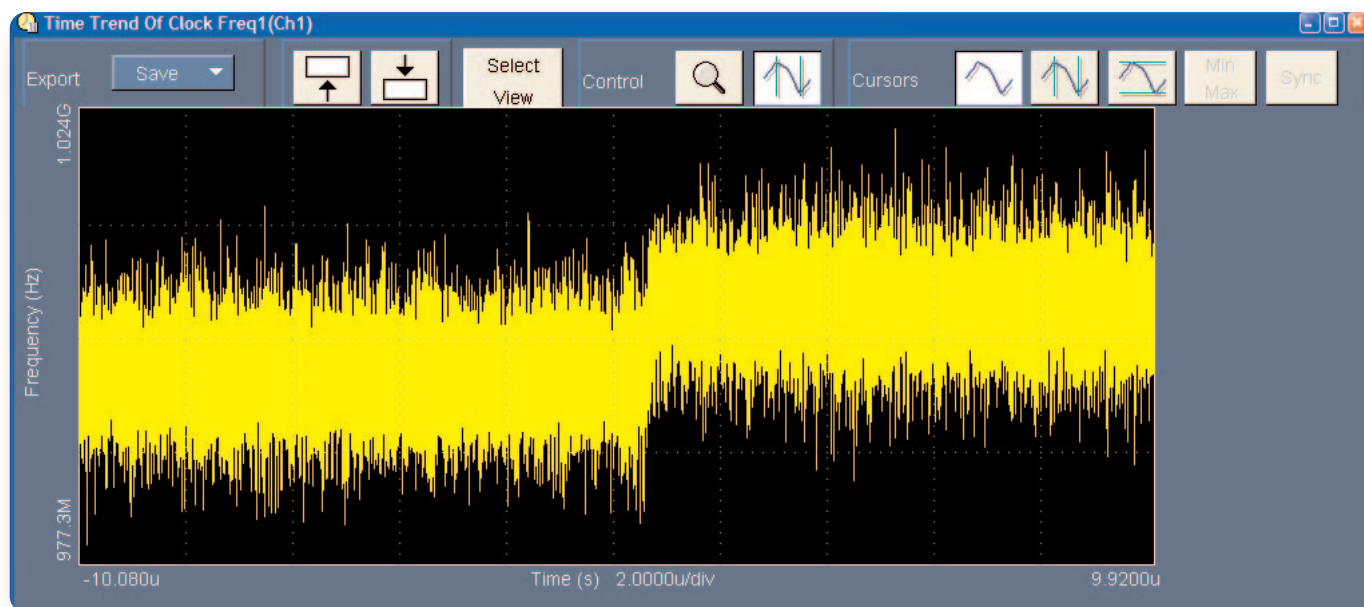 Time Trend Of Clock Freq1(Ch1)
Export
Save
Select
View
Control
Cursors
Min
Max
Sync
1.024G
Frequency (Hz)
977.3M
-10.080u
Time (s) 2.0000u/div
9.9200u